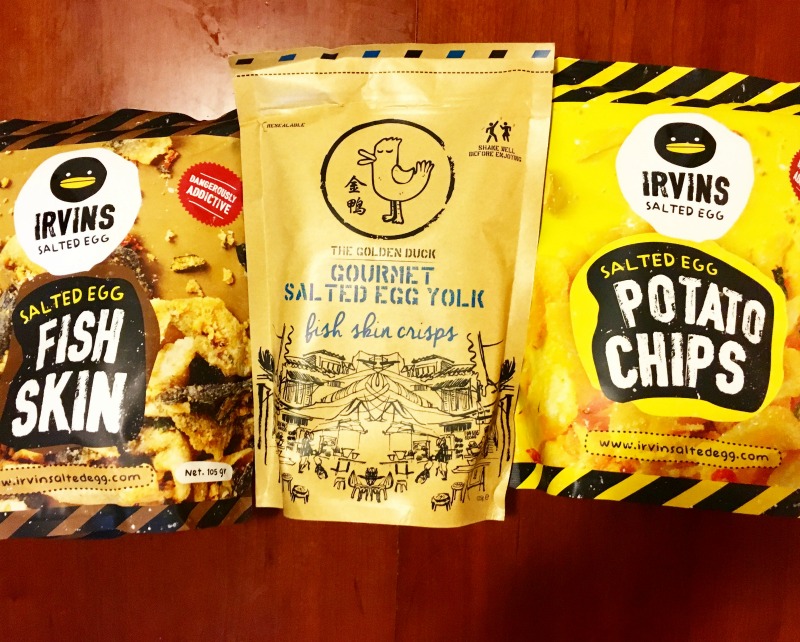 IRVINS
SALTED EGG
DANGEROUSLY
ADDICTIVE
SALTED EGG
FISH
SKIN
w.irvinsaltedegg.com
Net. 105 gr
RESEALABLE
SHAKE WELL
BEFORE ENJOYING
金
鸭
THE GOLDEN DUCK
GOURMET
SALTED EGG YOLK
fish skin crisps
IRVINS
SALTED EGG
SALTED EGG
POTATO
CHIPS
www.irvinsaltedegg.com